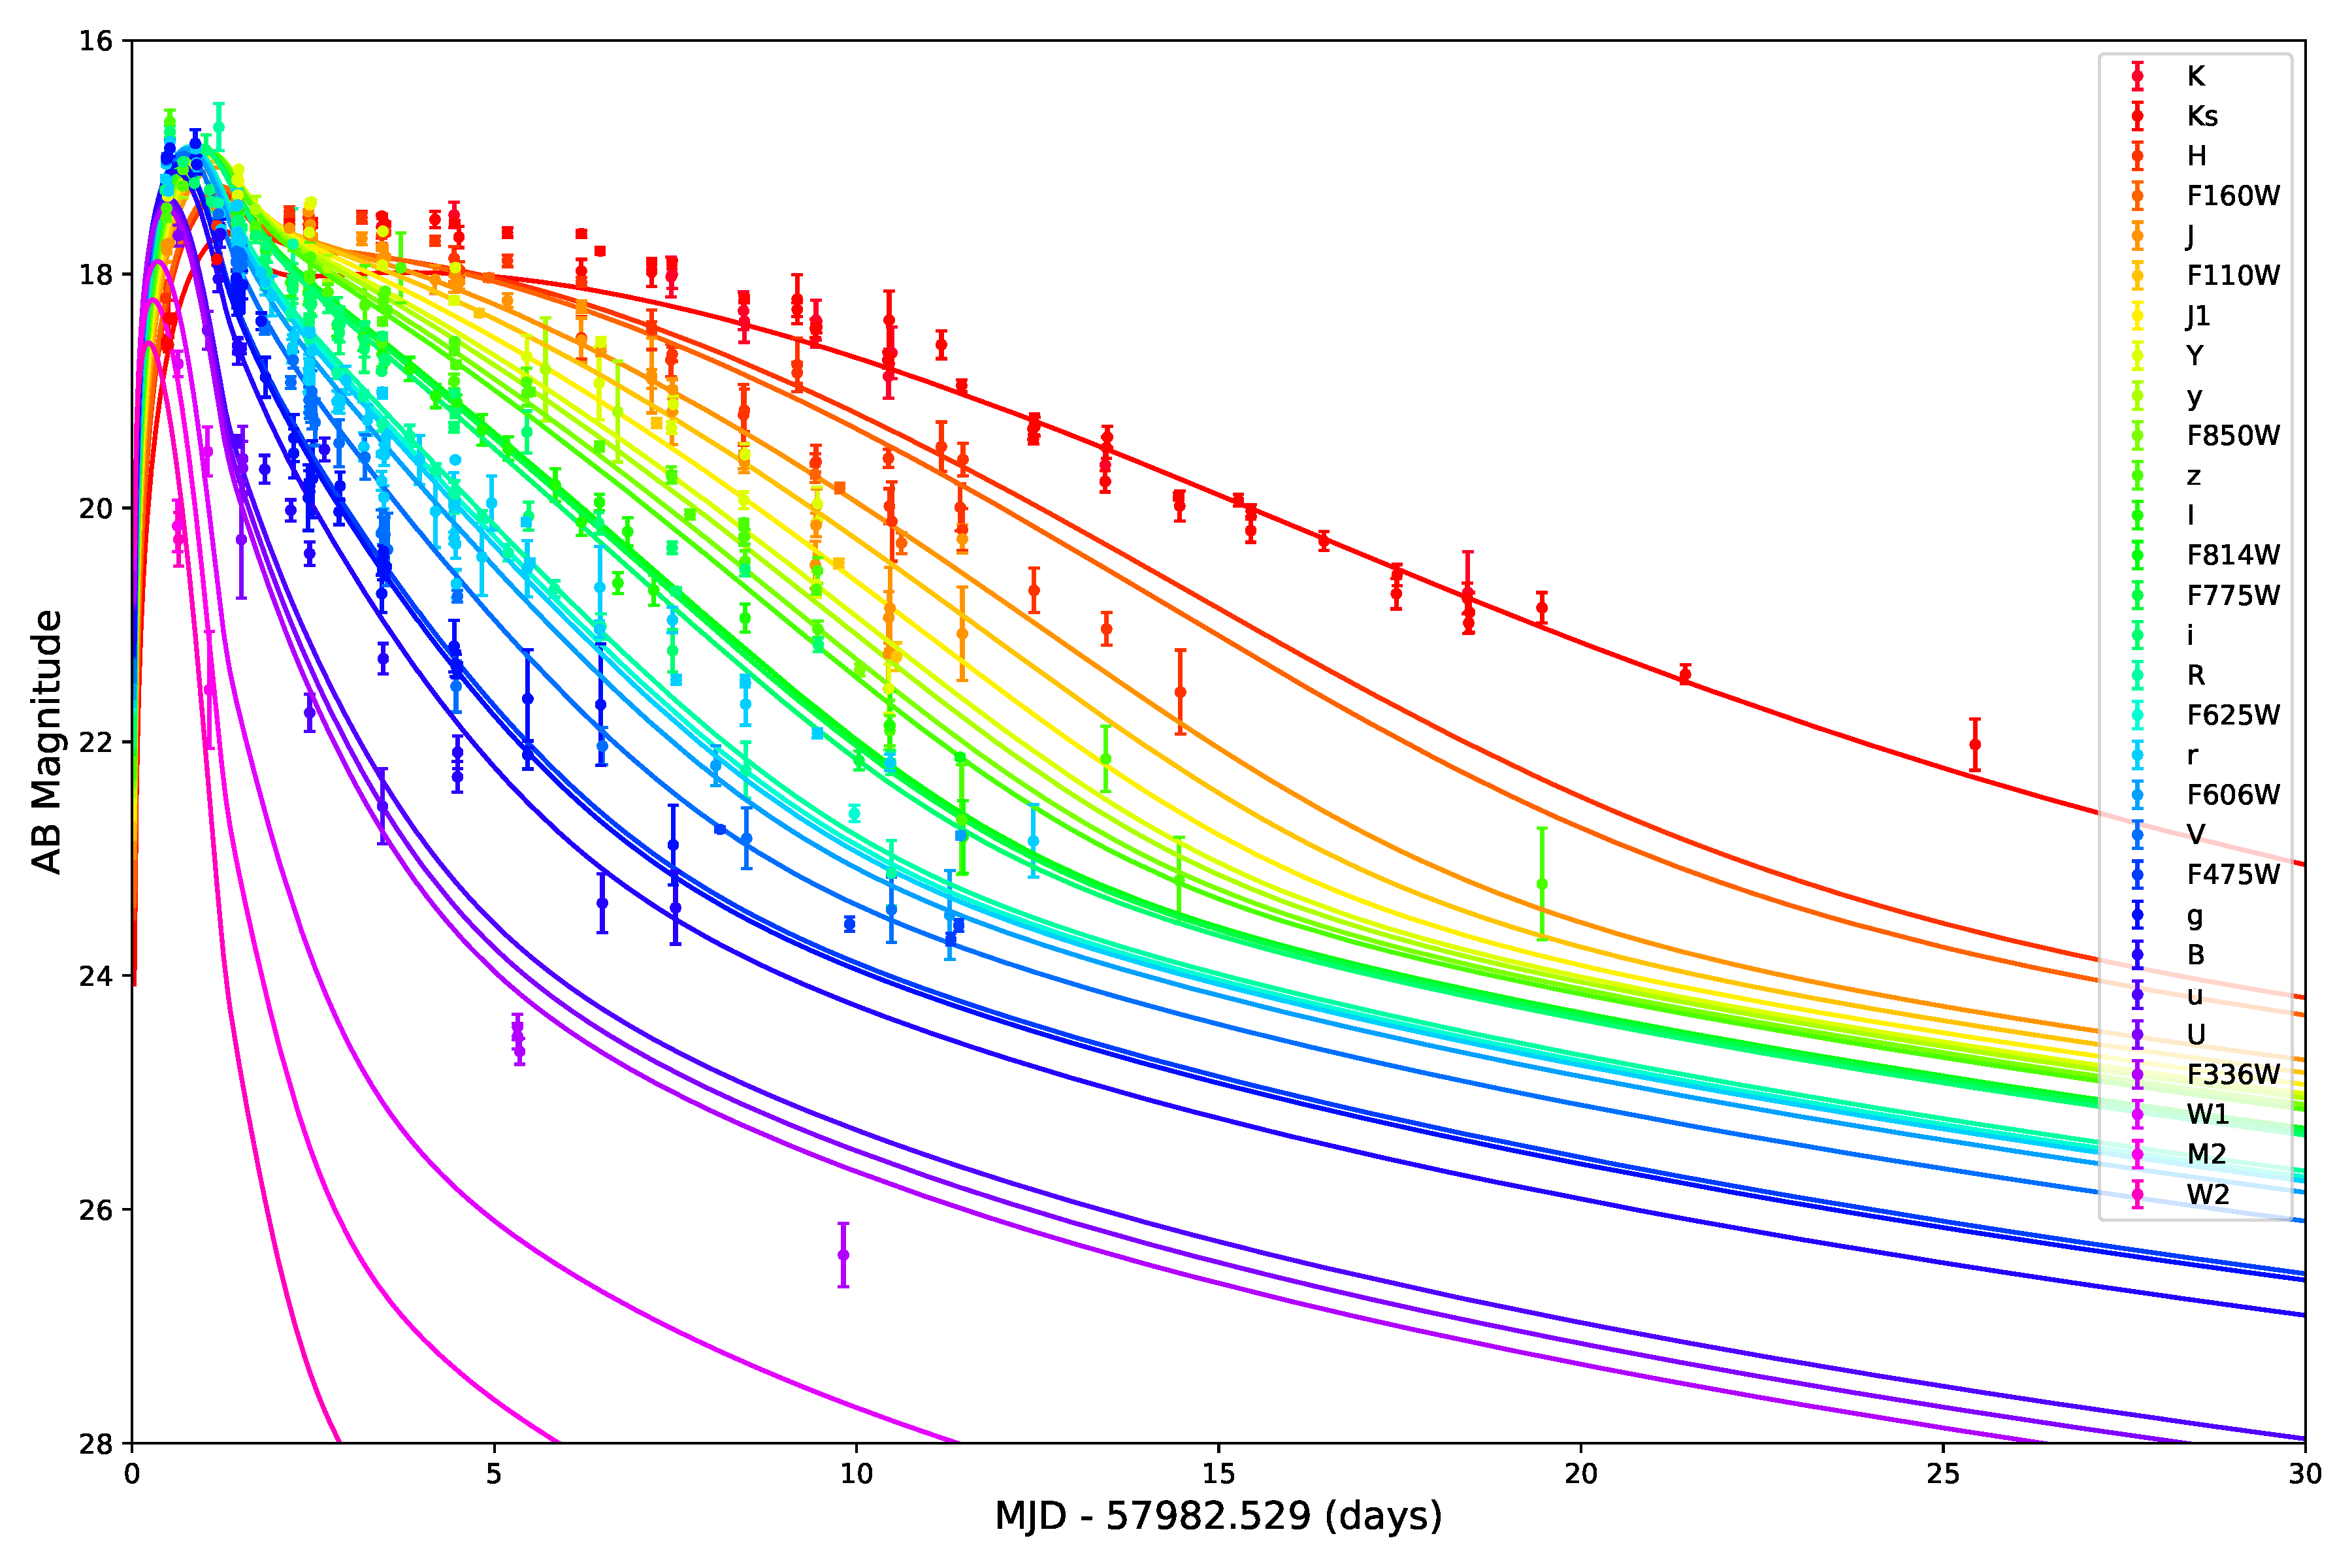 16
18
20
22
24
26
28
AB Magnitude
0 5 10 15 20 25 30
MJD - 57982.529 (days)
K
Ks
H
F160W
J
F110W
J1
Y
y
F850W
z
I
F814W
F775W
i
R
F625W
r
F606W
V
F475W
g
B
u
U
F336W
W1
M2
W2